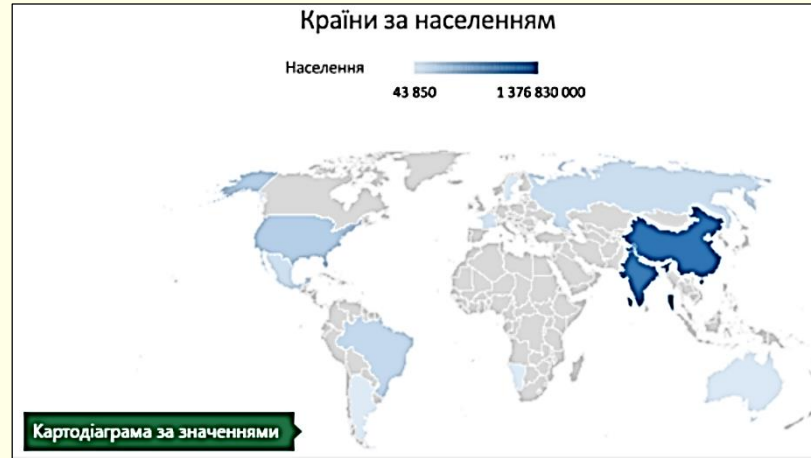 Країни за населенням
Населення
43 850 1 376 830 000
Картодіаграма за значеннями